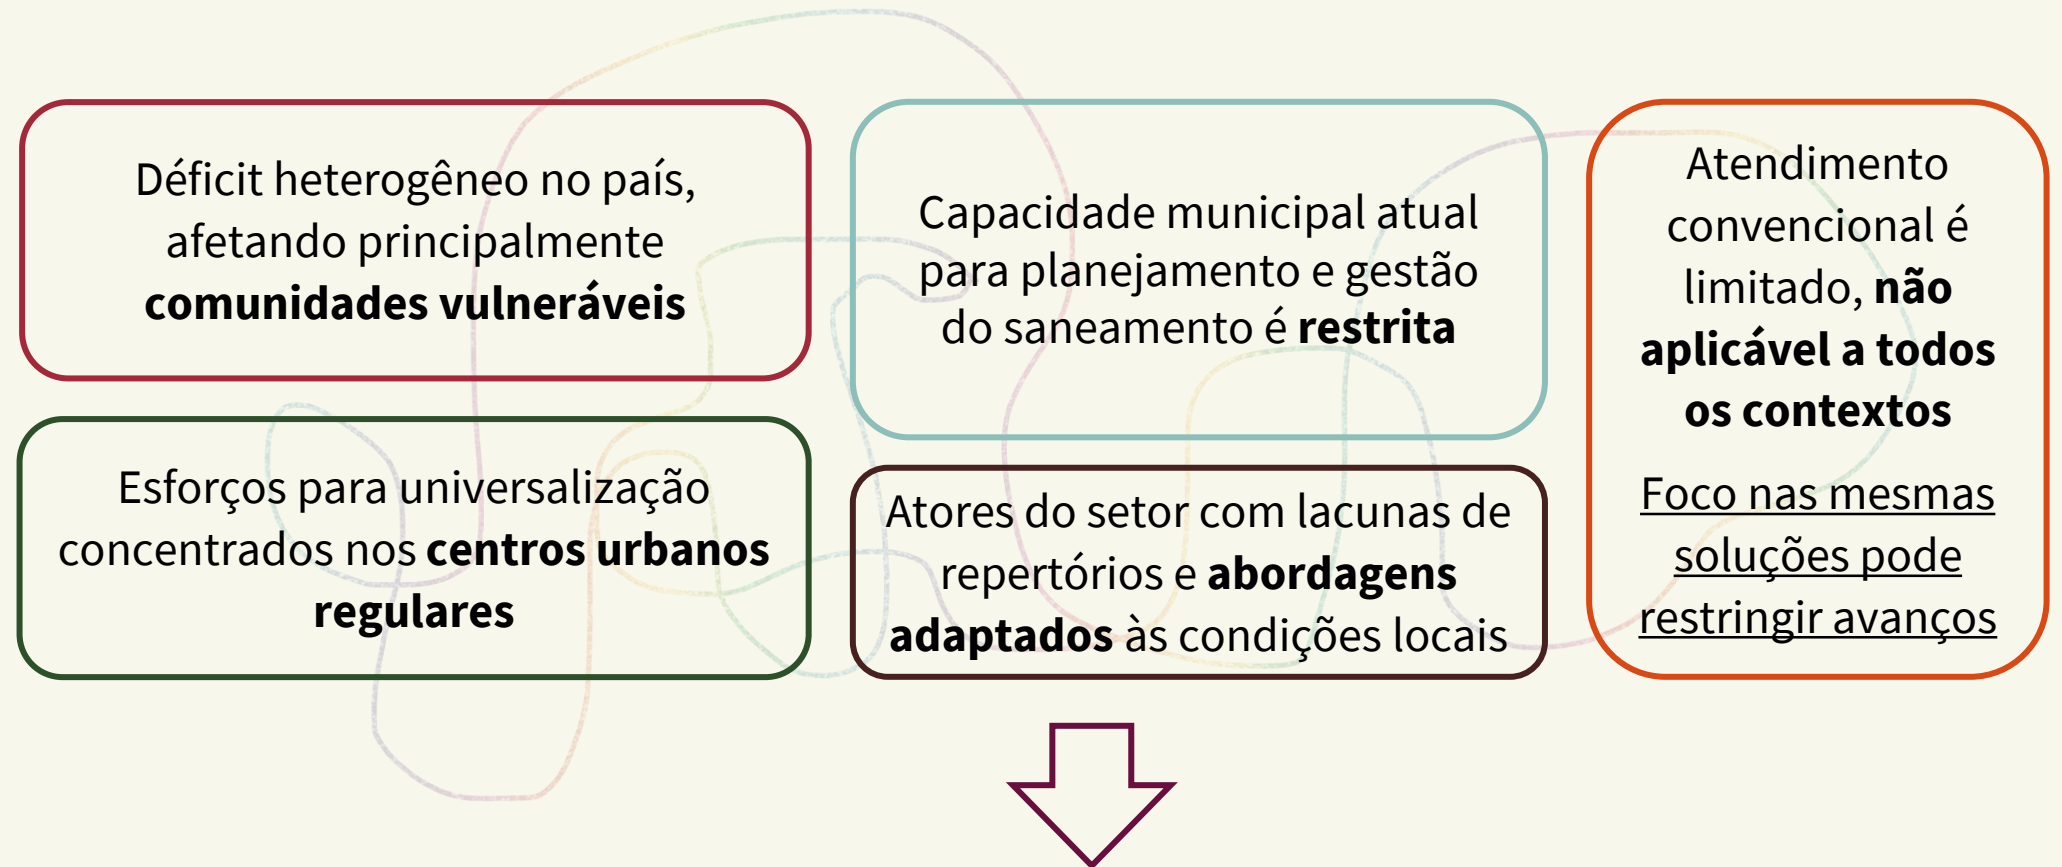 Déficit heterogêneo no país,
afetando principalmente
comunidades vulneráveis
Esforços para universalização
concentrados nos centros urbanos
regulares
Capacidade municipal atual
para planejamento e gestão
do saneamento é restrita
Atores do setor com lacunas de
repertórios e abordagens
adaptados às condições locais
Atendimento
convencional é
limitado, não
aplicável a todos
os contextos
Foco nas mesmas
soluções pode
restringir avanços